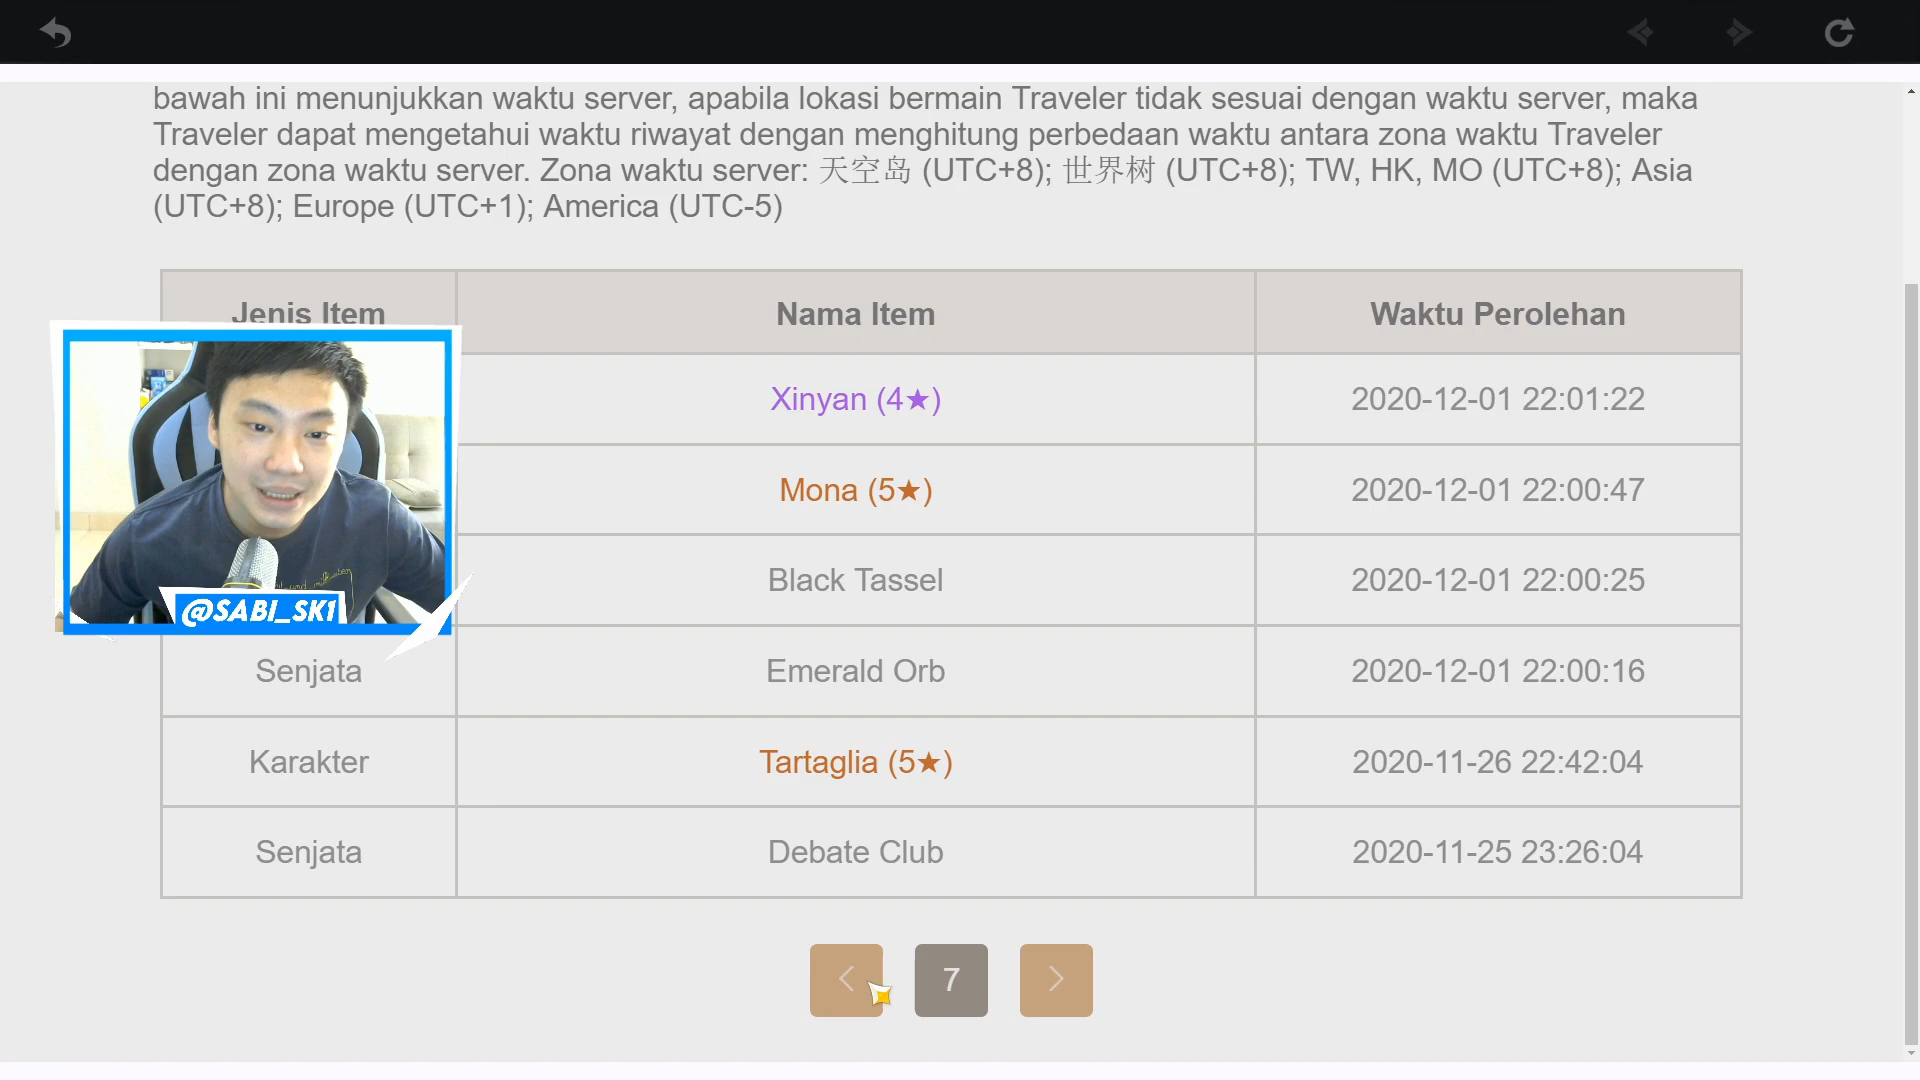 bawah ini menunjukkan waktu server, apabila lokasi bermain Traveler tidak sesuai dengan waktu server, maka
Traveler dapat mengetahui waktu riwayat dengan menghitung perbedaan waktu antara zona waktu Traveler
dengan zona waktu server. Zona waktu server: 天空岛 (UTC+8); 世界树 (UTC+8); TW, HK, MO (UTC+8); Asia
(UTC+8); Europe (UTC+1); America (UTC-5)
Jenis Item Nama Item Waktu Perolehan
Xinyan (4★) 2020-12-01 22:01:22
Mona (5★) 2020-12-01 22:00:47
Black Tassel 2020-12-01 22:00:25
@SABI_SK1
Senjata Emerald Orb 2020-12-01 22:00:16
Karakter Tartaglia (5★) 2020-11-26 22:42:04
Senjata Debate Club 2020-11-25 23:26:04
7